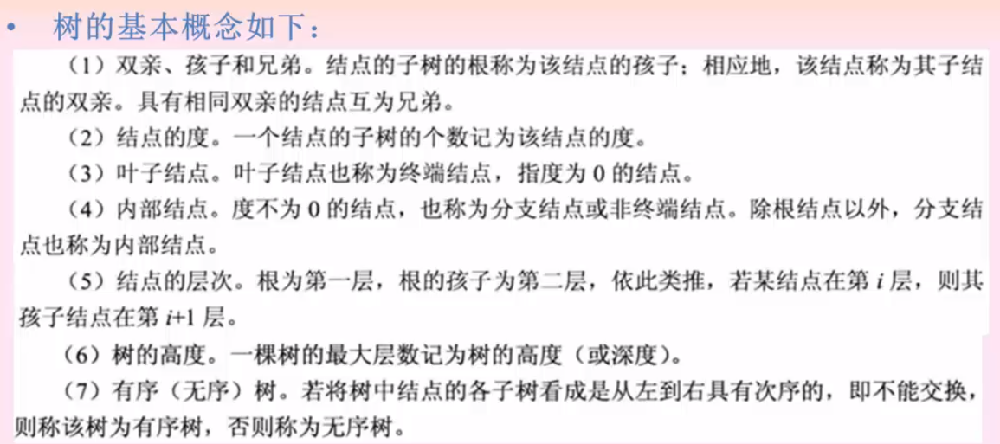 • 树的基本概念如下：
（1）双亲、孩子和兄弟。结点的子树的根称为该结点的孩子；相应地，该结点称为其子结
点的双亲。具有相同双亲的结点互为兄弟。
（2）结点的度。一个结点的子树的个数记为该结点的度。
（3）叶子结点。叶子结点也称为终端结点，指度为 0 的结点。
（4）内部结点。度不为 0 的结点，也称为分支结点或非终端结点。除根结点以外，分支结
点也称为内部结点。
（5）结点的层次。根为第一层，根的孩子为第二层，依此类推，若某结点在第 i 层，则其
孩子结点在第 i+1 层。
（6）树的高度。一棵树的最大层数记为树的高度（或深度）。
（7）有序（无序）树。若将树中结点的各子树看成是从左到右具有次序的，即不能交换，
则称该树为有序树，否则称为无序树。